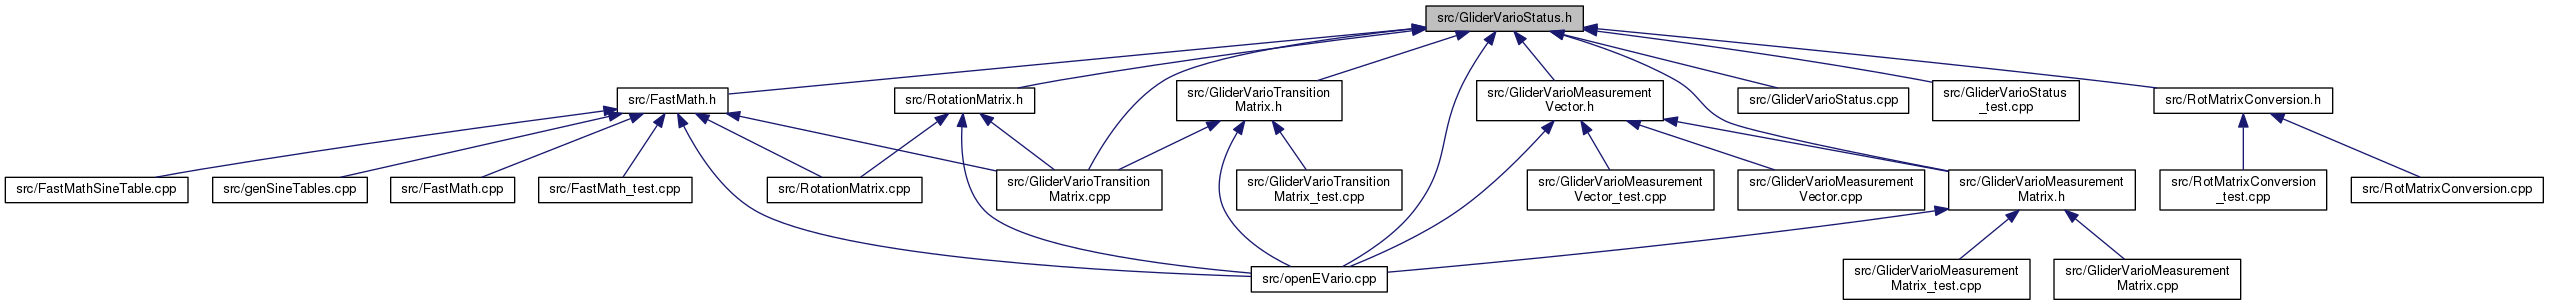 src/GliderVarioStatus.h
src/FastMath.h
src/RotationMatrix.h
src/GliderVarioTransition
Matrix.h
src/GliderVarioMeasurement
Vector.h
src/GliderVarioStatus.cpp
src/GliderVarioStatus
_test.cpp
src/RotMatrixConversion.h
src/FastMathSineTable.cpp
src/genSineTables.cpp
src/FastMath.cpp
src/FastMath_test.cpp
src/RotationMatrix.cpp
src/GliderVarioTransition
Matrix.cpp
src/GliderVarioTransition
Matrix_test.cpp
src/GliderVarioMeasurement
Vector_test.cpp
src/GliderVarioMeasurement
Vector.cpp
src/GliderVarioMeasurement
Matrix.h
src/RotMatrixConversion
_test.cpp
src/RotMatrixConversion.cpp
src/openEVario.cpp
src/GliderVarioMeasurement
Matrix_test.cpp
src/GliderVarioMeasurement
Matrix.cpp